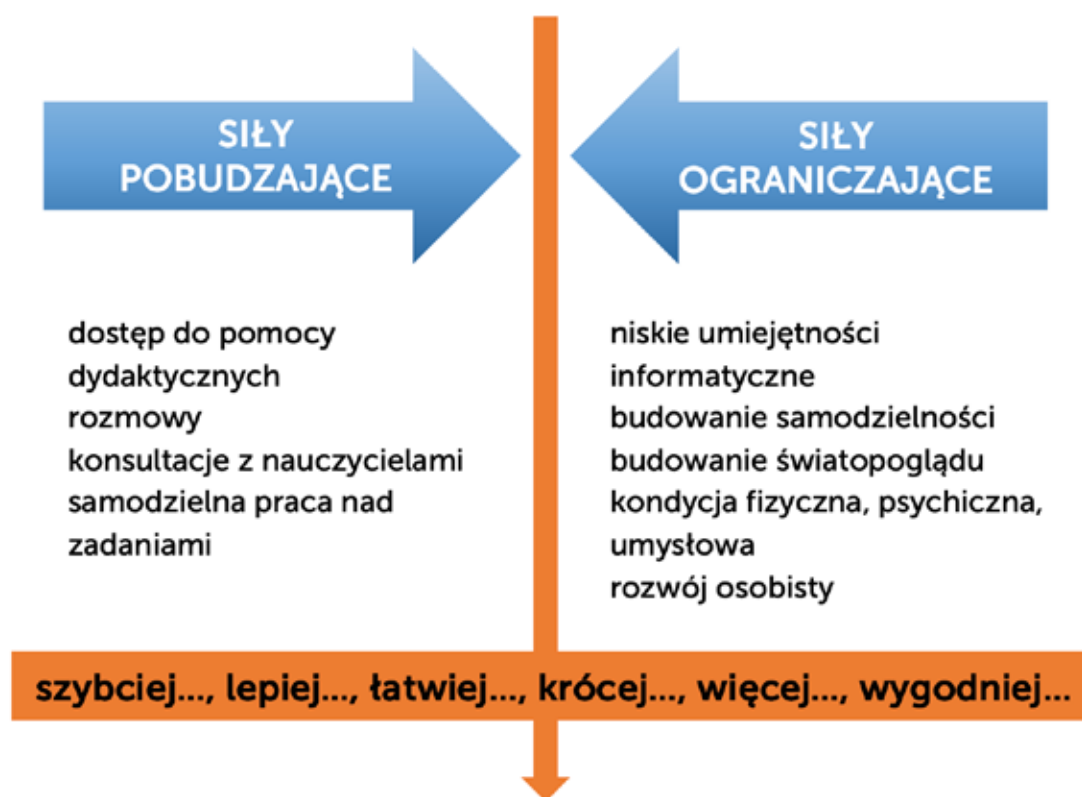 SIŁY
POBUDZAJĄCE
SIŁY
OGRANICZAJĄCE
dostęp do pomocy
dydaktycznych
rozmowy
konsultacje z nauczycielami
samodzielna praca nad
zadaniami
niskie umiejętności
informatyczne
budowanie samodzielności
budowanie światopoglądu
kondycja fizyczna, psychiczna,
umysłowa
rozwój osobisty
szybciej..., lepiej..., łatwiej..., krócej..., więcej..., wygodniej...